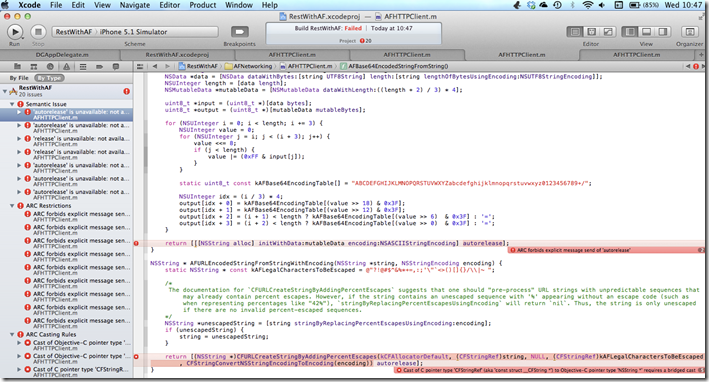 Xcode File Edit View Navigate Editor Product Window Help (85%) Wed 10:47
RestWithAF.xcodeproj — AFHTTPClient.m
RestWithAF iPhone 5.1 Simulator
Build RestWithAF: Failed Today at 10:47
Project 20
Run Stop Scheme Breakpoints Editor View Organizer
DGAppDelegate.m RestWithAF.xcodeproj AFHTTPClient.m AFHTTPClient.m AFHTTPClient.m AFHTTPClient.m
RestWithAF AFNetworking AFHTTPClient.m AFBase64EncodedStringFromString()
By File By Type
RestWithAF
20 issues
Semantic Issue
'autorelease' is unavailable: not a...
AFHTTPClient.m
'autorelease' is unavailable: not a...
AFHTTPClient.m
'release' is unavailable: not avail...
AFHTTPClient.m
'release' is unavailable: not avail...
AFHTTPClient.m
'autorelease' is unavailable: not a...
AFHTTPClient.m
'autorelease' is unavailable: not a...
AFHTTPClient.m
ARC Restrictions
ARC forbids explicit message sen...
AFHTTPClient.m
ARC forbids explicit message sen...
AFHTTPClient.m
ARC forbids explicit message sen...
AFHTTPClient.m
ARC forbids explicit message sen...
AFHTTPClient.m
ARC forbids explicit message sen...
AFHTTPClient.m
ARC forbids explicit message sen...
AFHTTPClient.m
ARC Casting Rules
Cast of Objective-C pointer type '...
AFHTTPClient.m
Cast of C pointer type 'CFStringR...
AFHTTPClient.m
Cast of C pointer type 'CFStringR...
NSData *data = [NSData dataWithBytes:[string UTF8String] length:[string lengthOfBytesUsingEncoding:NSUTF8StringEncoding]];
NSUInteger length = [data length];
NSMutableData *mutableData = [NSMutableData dataWithLength:((length + 2) / 3) * 4];
uint8_t *input = (uint8_t *)[data bytes];
uint8_t *output = (uint8_t *)[mutableData mutableBytes];
for (NSUInteger i = 0; i < length; i += 3) {
NSUInteger value = 0;
for (NSUInteger j = i; j < (i + 3); j++) {
value <<= 8;
if (j < length) {
value |= (0xFF & input[j]);
}
}
static uint8_t const kAFBase64EncodingTable[] = "ABCDEFGHIJKLMNOPQRSTUVWXYZabcdefghijklmnopqrstuvwxyz0123456789+/";
NSUInteger idx = (i / 3) * 4;
output[idx + 0] = kAFBase64EncodingTable[(value >> 18) & 0x3F];
output[idx + 1] = kAFBase64EncodingTable[(value >> 12) & 0x3F];
output[idx + 2] = (i + 1) < length ? kAFBase64EncodingTable[(value >> 6) & 0x3F] : '=';
output[idx + 3] = (i + 2) < length ? kAFBase64EncodingTable[(value >> 0) & 0x3F] : '=';
}
return [[[NSString alloc] initWithData:mutableData encoding:NSASCIIStringEncoding] autorelease];
ARC forbids explicit message send of 'autorelease'
}
NSString * AFURLEncodedStringFromStringWithEncoding(NSString *string, NSStringEncoding encoding) {
static NSString * const kAFLegalCharactersToBeEscaped =
/*
The documentation for `CFURLCreateStringByAddingPercentEscapes` suggests that one should "pre-process" URL strings with unpredictable sequences that
may already contain percent escapes. However, if the string contains an unescaped sequence with '%' appearing without an escape code (such as
when representing percentages like "42%"), `stringByReplacingPercentEscapesUsingEncoding` will return `nil`. Thus, the string is only unescaped
if there are no invalid percent-escaped sequences.
*/
NSString *unescapedString = [string stringByReplacingPercentEscapesUsingEncoding:encoding];
if (unescapedString) {
string = unescapedString;
}
return [(NSString *)CFURLCreateStringByAddingPercentEscapes(kCFAllocatorDefault, (CFStringRef)string, NULL, (CFStringRef)kAFLegalCharactersToBeEscaped
, CFStringConvertNSStringEncodingToEncoding(encoding)) autorelease];
Cast of C pointer type 'CFStringRef' (aka 'const struct __CFString *') to Objective-C pointer type 'NSString *' requires a bridged cast